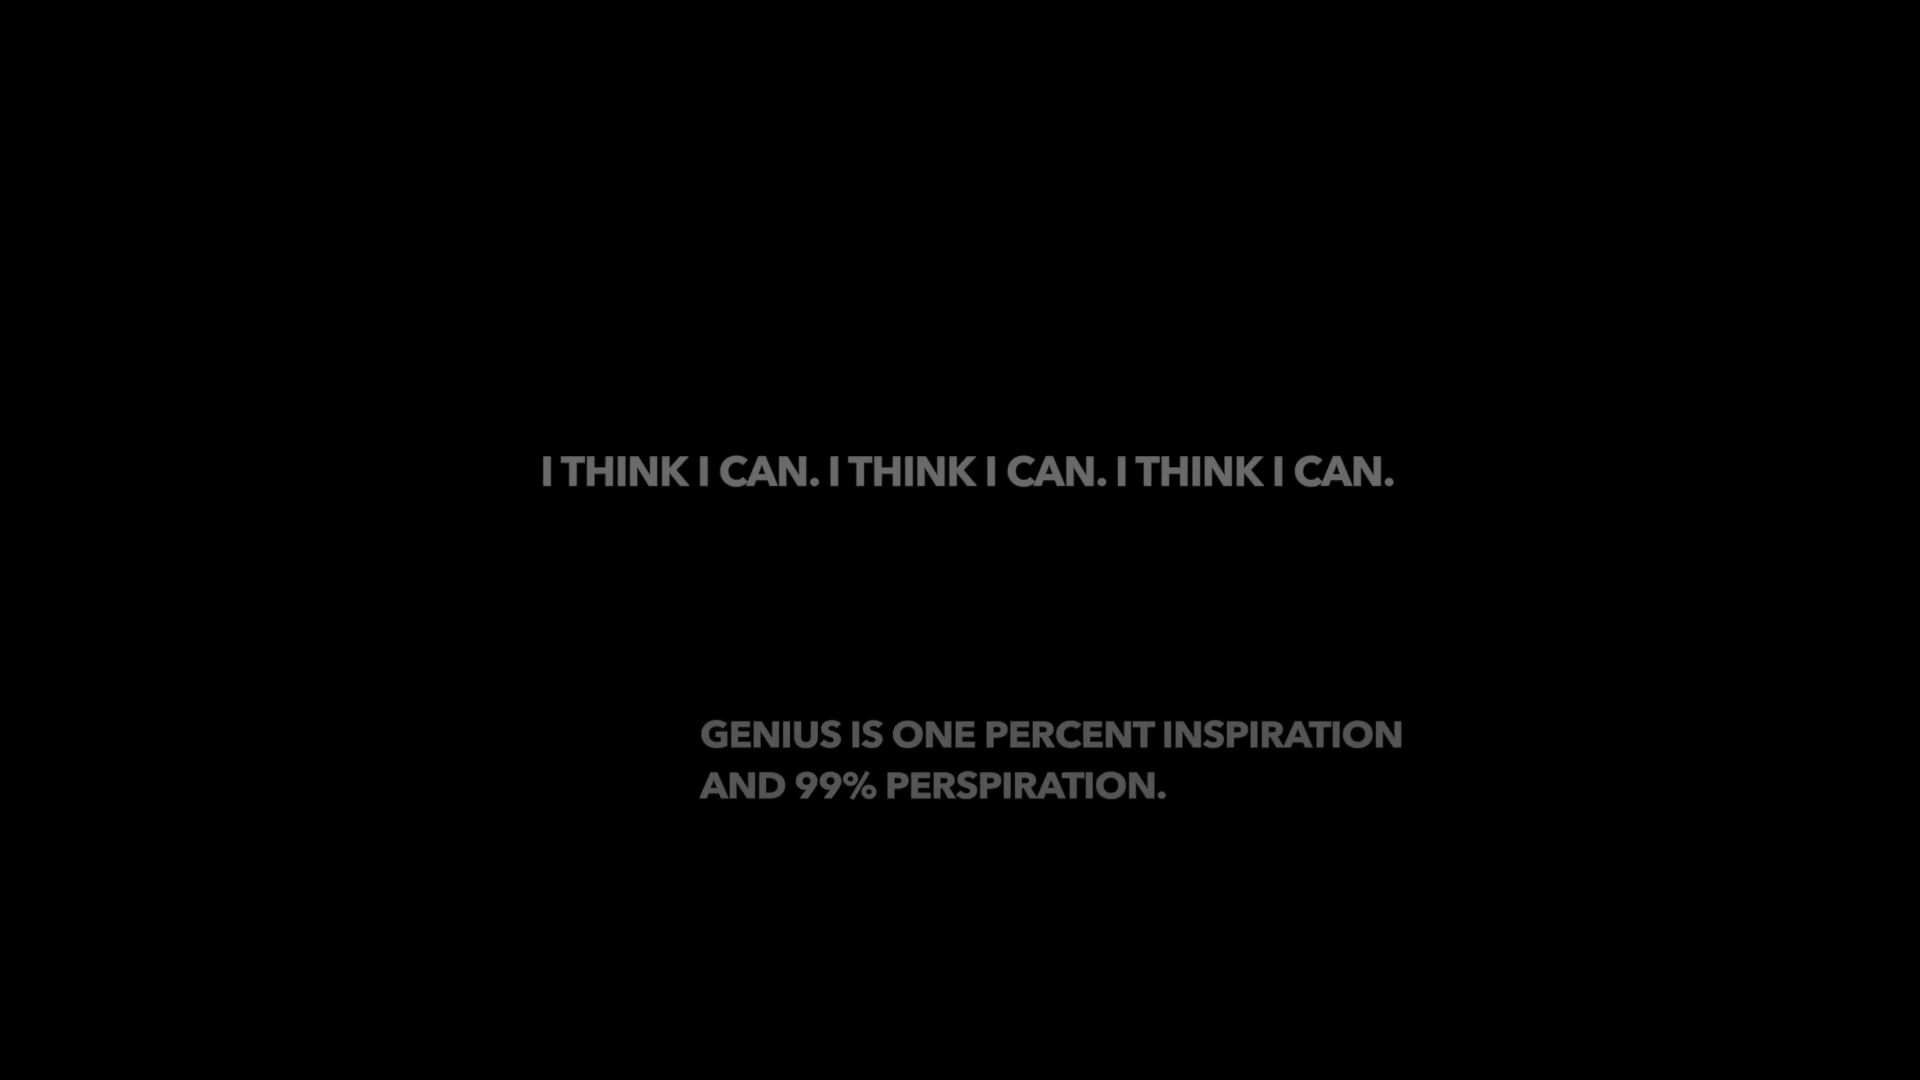 I THINK I CAN. I THINK I CAN. I THINK I CAN.
GENIUS IS ONE PERCENT INSPIRATION
AND 99% PERSPIRATION.